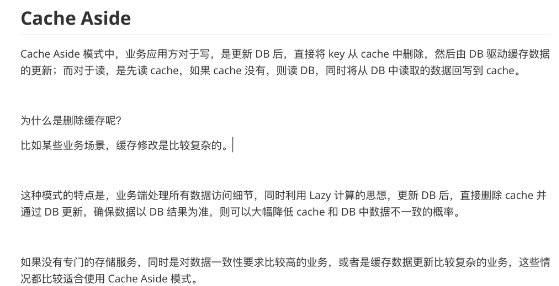 Cache Aside
Cache Aside 模式中，业务应用方对于写，是更新 DB 后，直接将 key 从 cache 中删除，然后由 DB 驱动缓存数据
的更新；而对于读，是先读 cache，如果 cache 没有，则读 DB，同时将从 DB 中读取的数据回写到 cache。
为什么是删除缓存呢？
比如某些业务场景，缓存修改是比较复杂的。
这种模式的特点是，业务端处理所有数据访问细节，同时利用 Lazy 计算的思想，更新 DB 后，直接删除 cache 并
通过 DB 更新，确保数据以 DB 结果为准，则可以大幅降低 cache 和 DB 中数据不一致的概率。
如果没有专门的存储服务，同时是对数据一致性要求比较高的业务，或者是缓存数据更新比较复杂的业务，这些情
况都比较适合使用 Cache Aside 模式。